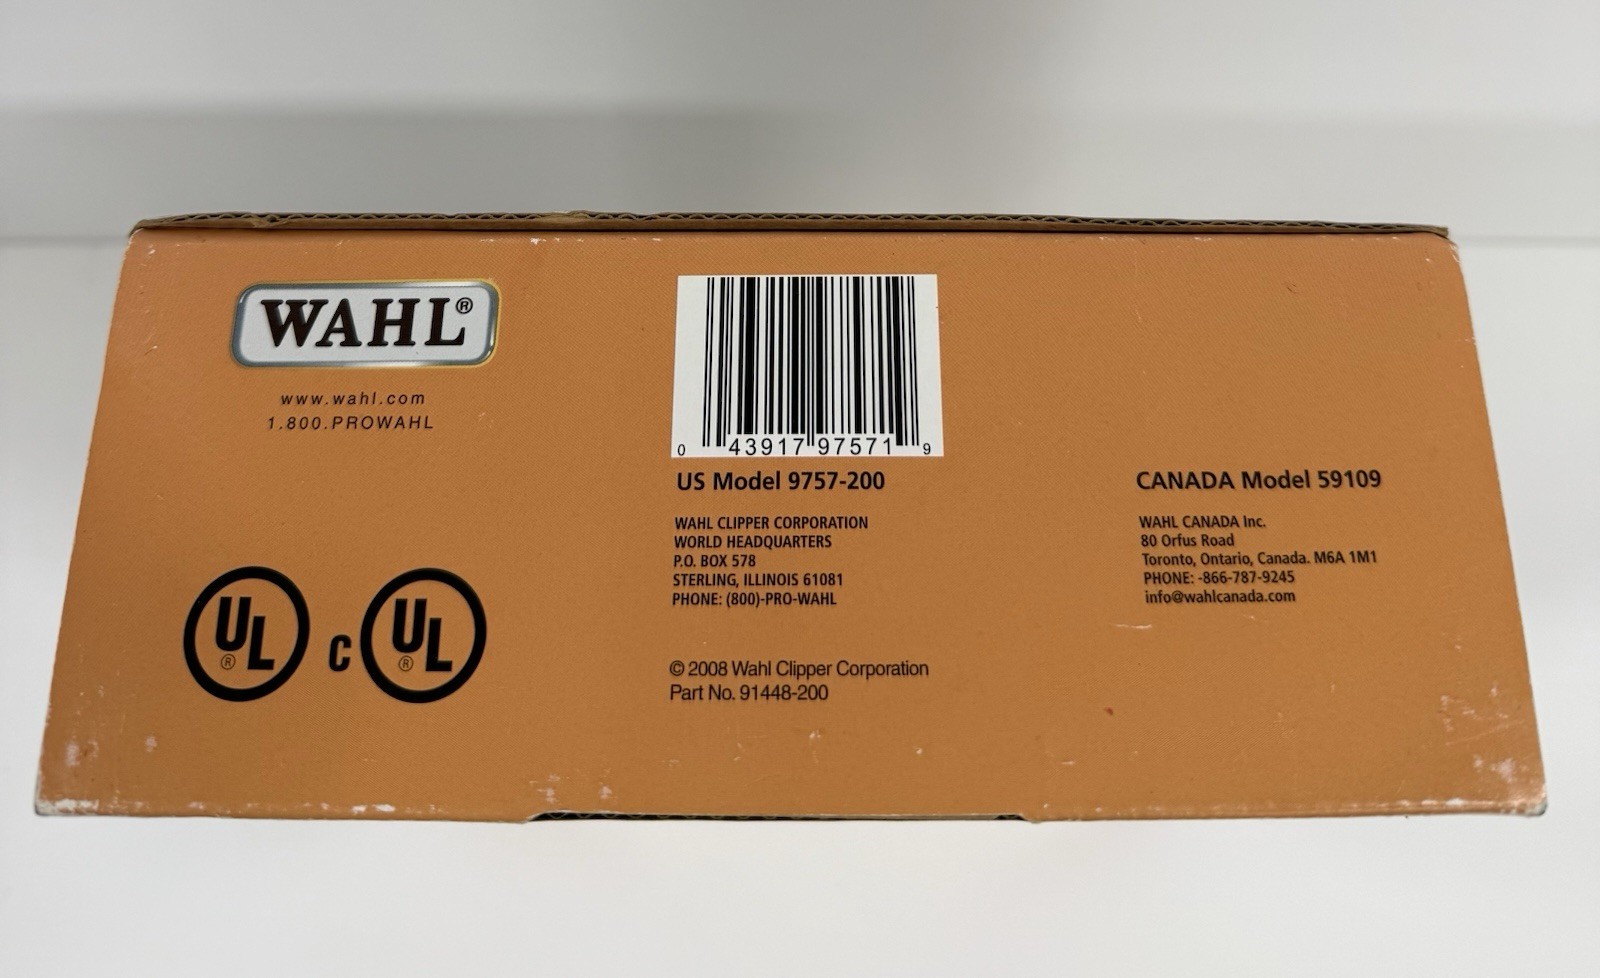 WAHL®
www.wahl.com
1.800.PROWAHL
UL®
C UL®
0 43917 97571 9
US Model 9757-200
WAHL CLIPPER CORPORATION
WORLD HEADQUARTERS
P.O. BOX 578
STERLING, ILLINOIS 61081
PHONE: (800)-PRO-WAHL
© 2008 Wahl Clipper Corporation
Part No. 91448-200
CANADA Model 59109
WAHL CANADA Inc.
80 Orfus Road
Toronto, Ontario, Canada. M6A 1M1
PHONE: -866-787-9245
info@wahlcanada.com